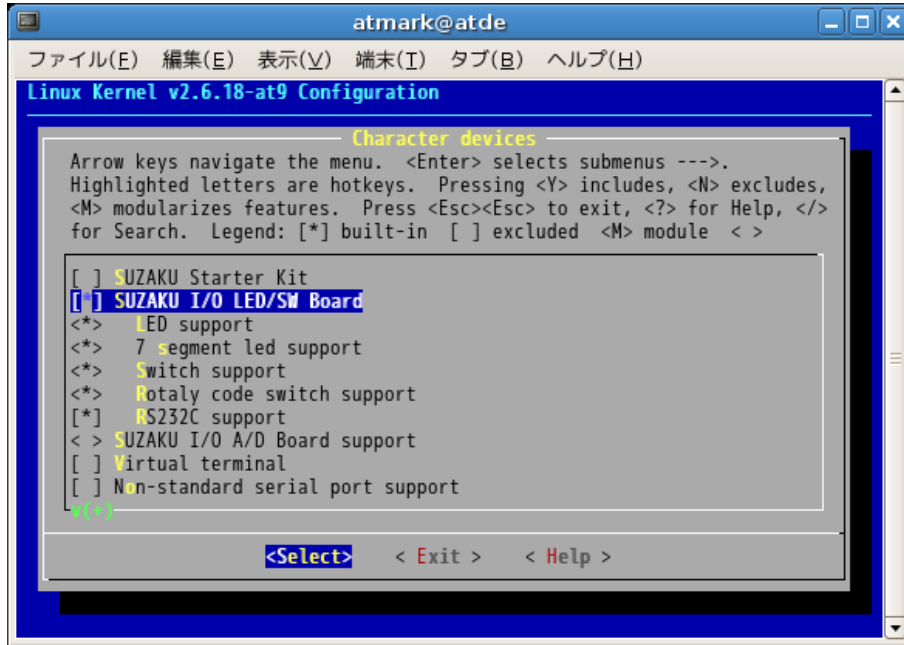 atmark@atde
ファイル(F) 編集(E) 表示(V) 端末(T) タブ(B) ヘルプ(H)
Linux Kernel v2.6.18-at9 Configuration
Character devices
Arrow keys navigate the menu. <Enter> selects submenus --->.
Highlighted letters are hotkeys. Pressing <Y> includes, <N> excludes,
<M> modularizes features. Press <Esc><Esc> to exit, <?> for Help, </>
for Search. Legend: [*] built-in [ ] excluded <M> module < >
[ ] SUZAKU Starter Kit
[*] SUZAKU I/O LED/SW Board
<*> LED support
<*> 7 segment led support
<*> Switch support
<*> Rotaly code switch support
[*] RS232C support
< > SUZAKU I/O A/D Board support
[ ] Virtual terminal
[ ] Non-standard serial port support
v(+)
<Select> < Exit > < Help >